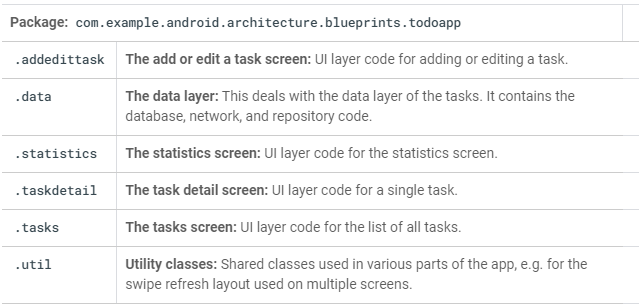 Package: com.example.android.architecture.blueprints.todoapp
.addedittask The add or edit a task screen: UI layer code for adding or editing a task.
.data The data layer: This deals with the data layer of the tasks. It contains the
database, network, and repository code.
.statistics The statistics screen: UI layer code for the statistics screen.
.taskdetail The task detail screen: UI layer code for a single task.
.tasks The tasks screen: UI layer code for the list of all tasks.
.util Utility classes: Shared classes used in various parts of the app, e.g. for the
swipe refresh layout used on multiple screens.